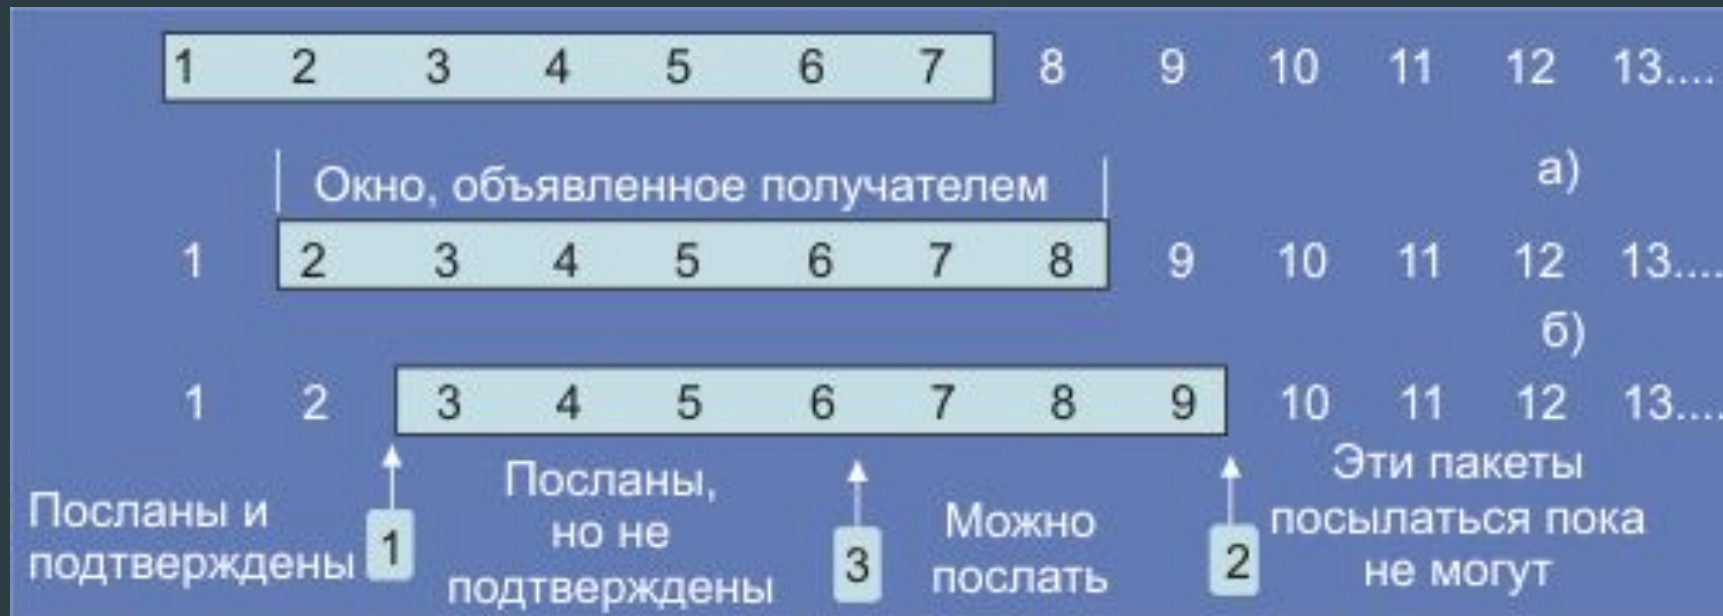 1 2 3 4 5 6 7 8 9 10 11 12 13....
а)
Окно, объявленное получателем
1 2 3 4 5 6 7 8 9 10 11 12 13....
б)
1 2 3 4 5 6 7 8 9 10 11 12 13....
Посланы и
подтверждены
1
Посланы,
но не
подтверждены
3
Можно
послать
2
Эти пакеты
посылаться пока
не могут